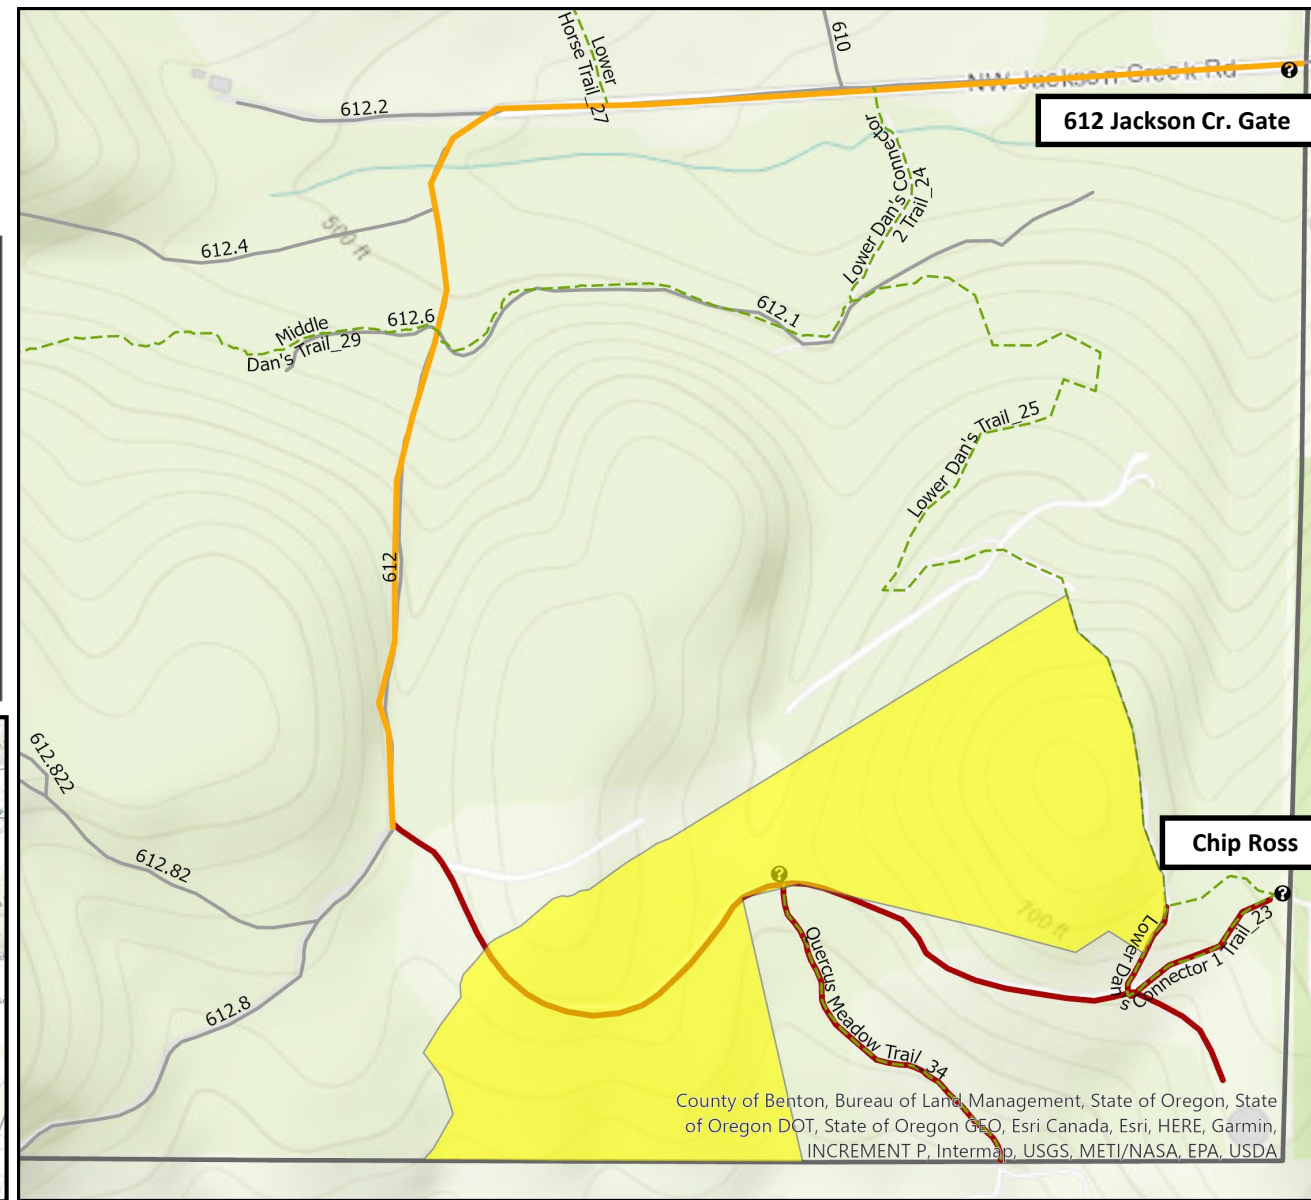 Lower
Horse Trail_27
610
NW Jackson Creek Rd
612 Jackson Cr. Gate
612.2
Lower Dan's Connector
2 Trail_24
612.4
500 ft
612.1
612.6
Middle
Dan's Trail_29
Lower Dan's Trail_25
612
612.822
612.82
Chip Ross
700 ft
Lower Dan'
s Connector 1 Trail_23
612.8
Quercus Meadow Trail_34
County of Benton, Bureau of Land Management, State of Oregon, State
of Oregon DOT, State of Oregon GEO, Esri Canada, Esri, HERE, Garmin,
INCREMENT P, Intermap, USGS, METI/NASA, EPA, USDA